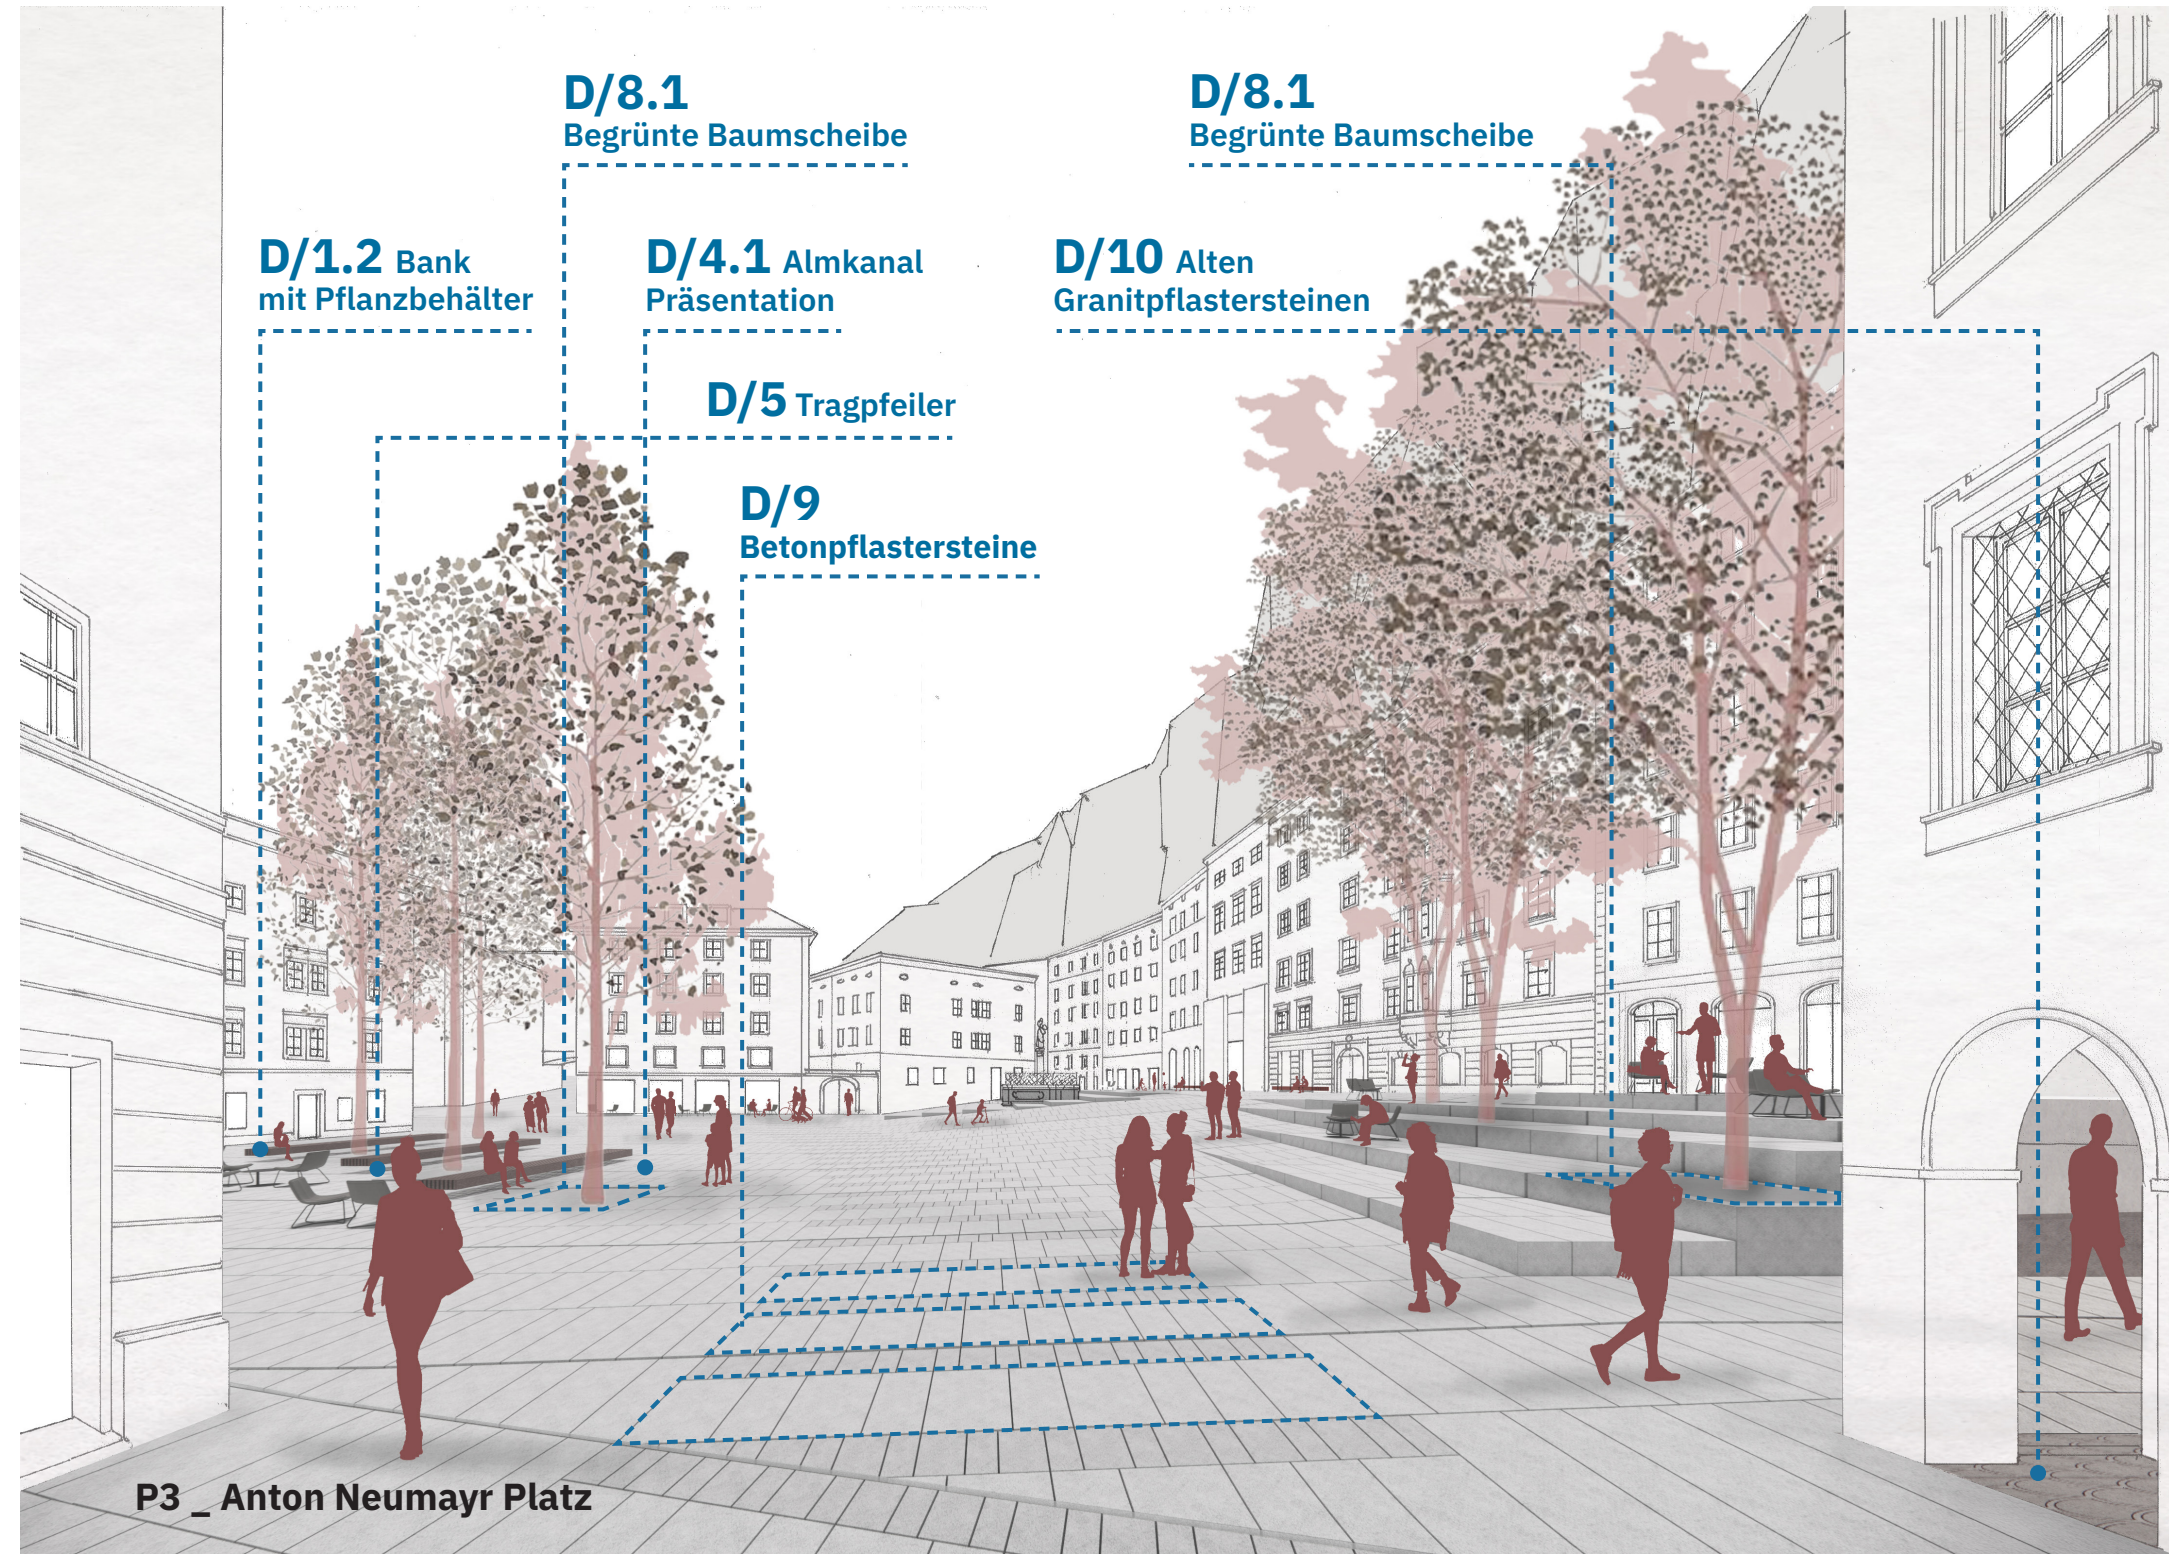 D/8.1
Begrünte Baumscheibe
D/8.1
Begrünte Baumscheibe
D/1.2 Bank
mit Pflanzbehälter
D/4.1 Almkanal
Präsentation
D/10 Alten
Granitpflastersteinen
D/5 Tragpfeiler
D/9
Betonpflastersteine
P3 _ Anton Neumayr Platz